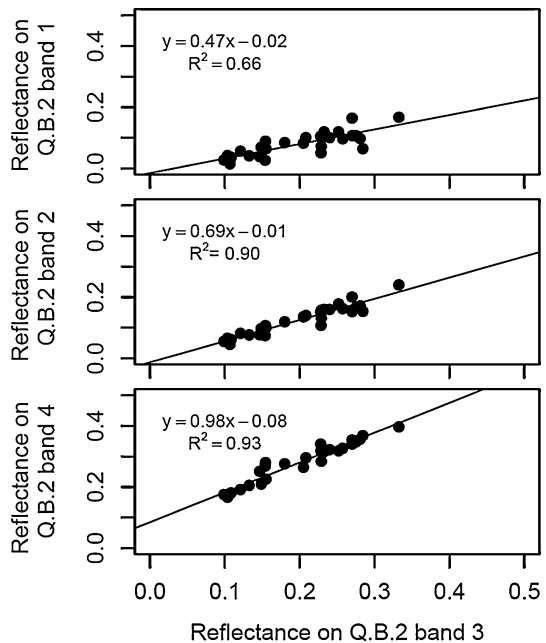 Reflectance on
Q.B.2 band 1
0.0 0.2 0.4
y = 0.47x − 0.02
R² = 0.66
Reflectance on
Q.B.2 band 2
0.0 0.2 0.4
y = 0.69x − 0.01
R² = 0.90
Reflectance on
Q.B.2 band 4
0.0 0.2 0.4
y = 0.98x − 0.08
R² = 0.93
0.0 0.1 0.2 0.3 0.4 0.5
Reflectance on Q.B.2 band 3